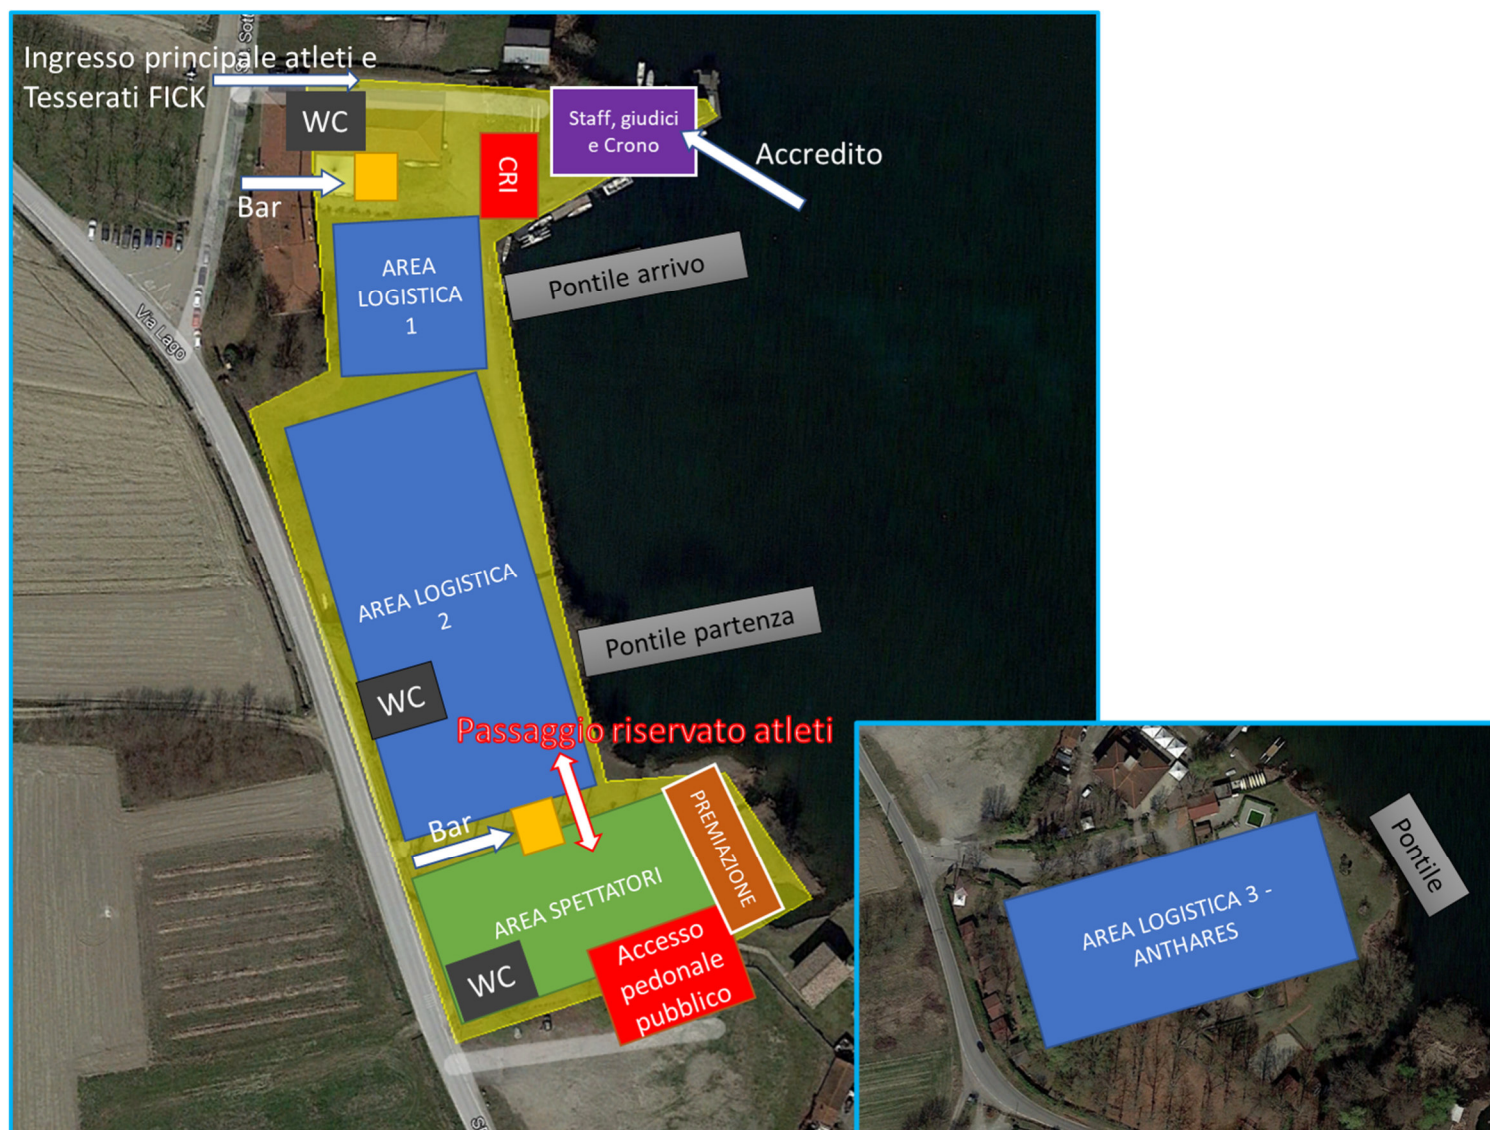 Ingresso principale atleti e
Tesserati FICK
WC
Staff, giudici
e Crono
Accredito
CRI
Bar
AREA
LOGISTICA
1
Pontile arrivo
Via Lago
AREA LOGISTICA
2
Pontile partenza
WC
Passaggio riservato atleti
Bar
PREMIAZIONE
AREA SPETTATORI
WC
Accesso
pedonale
pubblico
Pontile
AREA LOGISTICA 3 -
ANTHARES